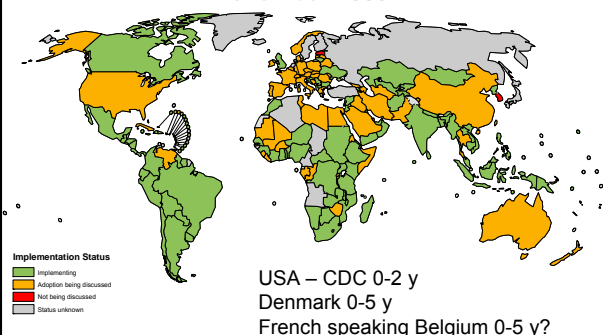 Implementation Status
Implementing
Adoption being discussed
Not being discussed
Status unknown
USA – CDC 0-2 y
Denmark 0-5 y
French speaking Belgium 0-5 y?